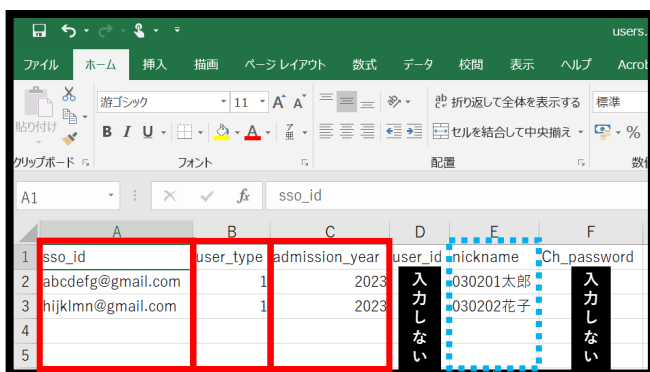 users.
ファイル ホーム 挿入 描画 ページ レイアウト 数式 データ 校閲 表示 ヘルプ Acrob
貼り付け 游ゴシック 11 A A ab 折り返して全体を表示する 標準
B I U A セルを結合して中央揃え %
クリップボード フォント 配置 数値
A1 fx sso_id
A B C D E F
1 sso_id user_type admission_year user_id nickname Ch_password
2 abcdefg@gmail.com 1 2023 030201太郎
3 hijklmn@gmail.com 1 2023 030202花子
4
5
入力しない
入力しない